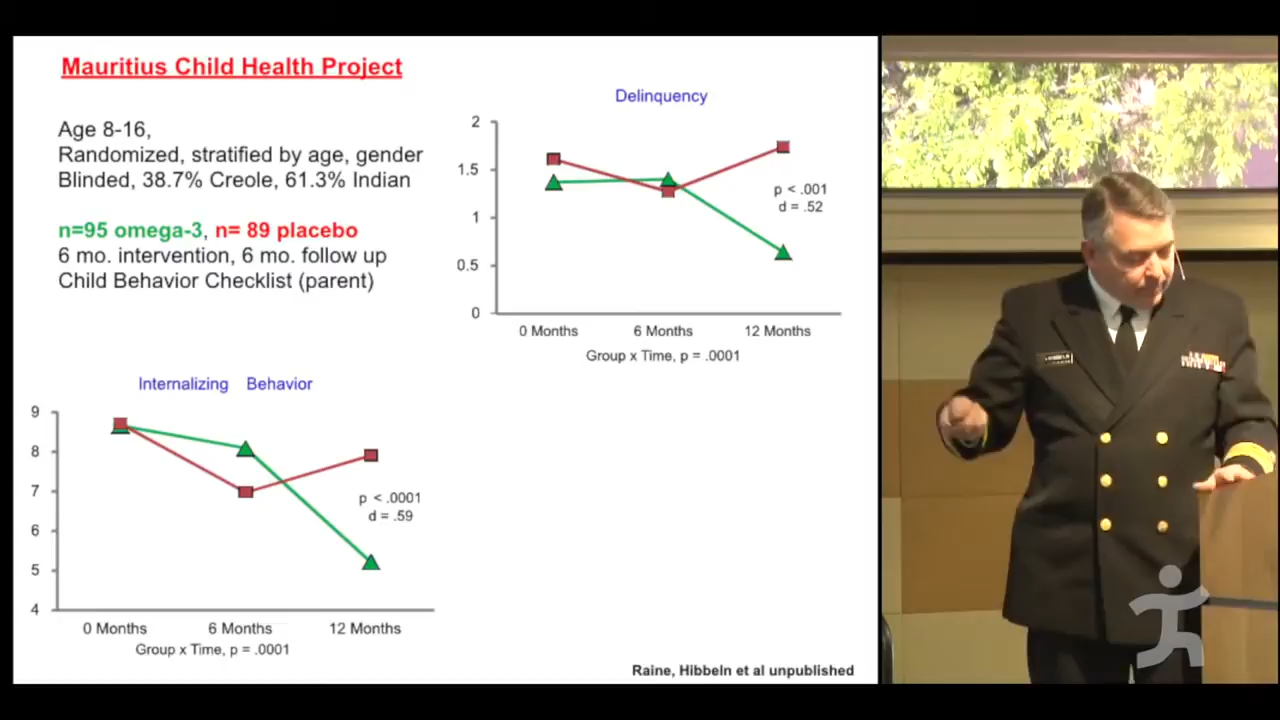 Mauritius Child Health Project
Age 8-16,
Randomized, stratified by age, gender
Blinded, 38.7% Creole, 61.3% Indian
n=95 omega-3, n= 89 placebo
6 mo. intervention, 6 mo. follow up
Child Behavior Checklist (parent)
Delinquency
2
1.5
1
0.5
0
p < .001
d = .52
0 Months 6 Months 12 Months
Group x Time, p = .0001
Internalizing Behavior
9
8
7
6
5
4
p < .0001
d = .59
0 Months 6 Months 12 Months
Group x Time, p = .0001
Raine, Hibbeln et al unpublished